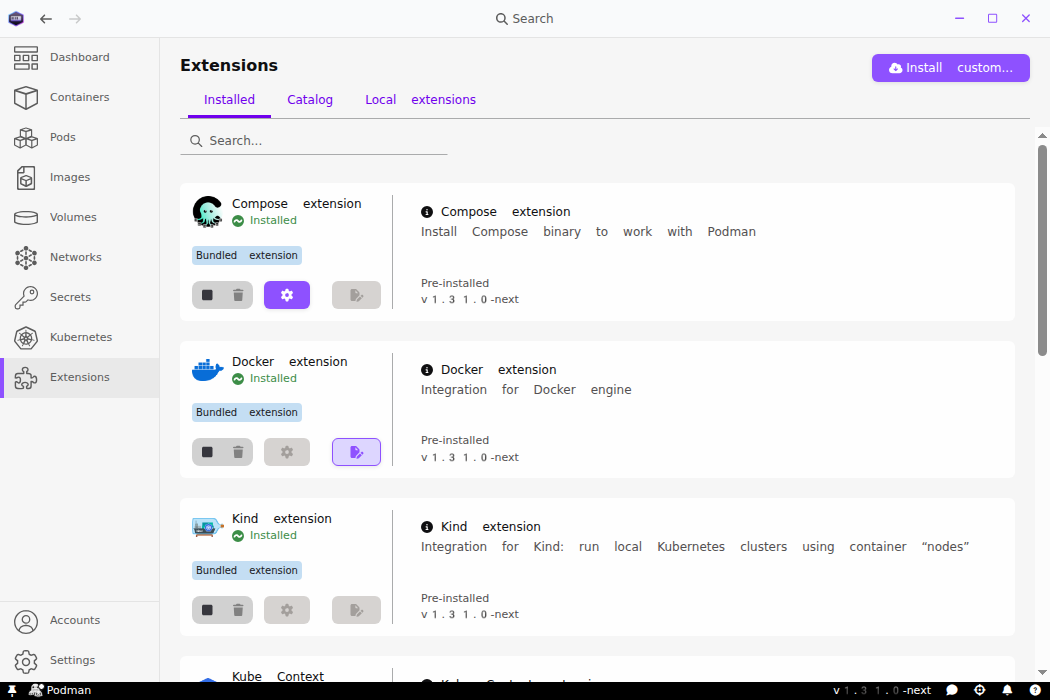 Search
Dashboard
Containers
Pods
Images
Volumes
Networks
Secrets
Kubernetes
Extensions
Accounts
Settings
Extensions
Install custom...
Installed Catalog Local extensions
Search...
Compose extension
Installed
Bundled extension
Compose extension
Install Compose binary to work with Podman
Pre-installed
v1.31.0-next
Docker extension
Installed
Bundled extension
Docker extension
Integration for Docker engine
Pre-installed
v1.31.0-next
Kind extension
Installed
Bundled extension
Kind extension
Integration for Kind: run local Kubernetes clusters using container “nodes”
Pre-installed
v1.31.0-next
Kube Context
Podman
v1.31.0-next